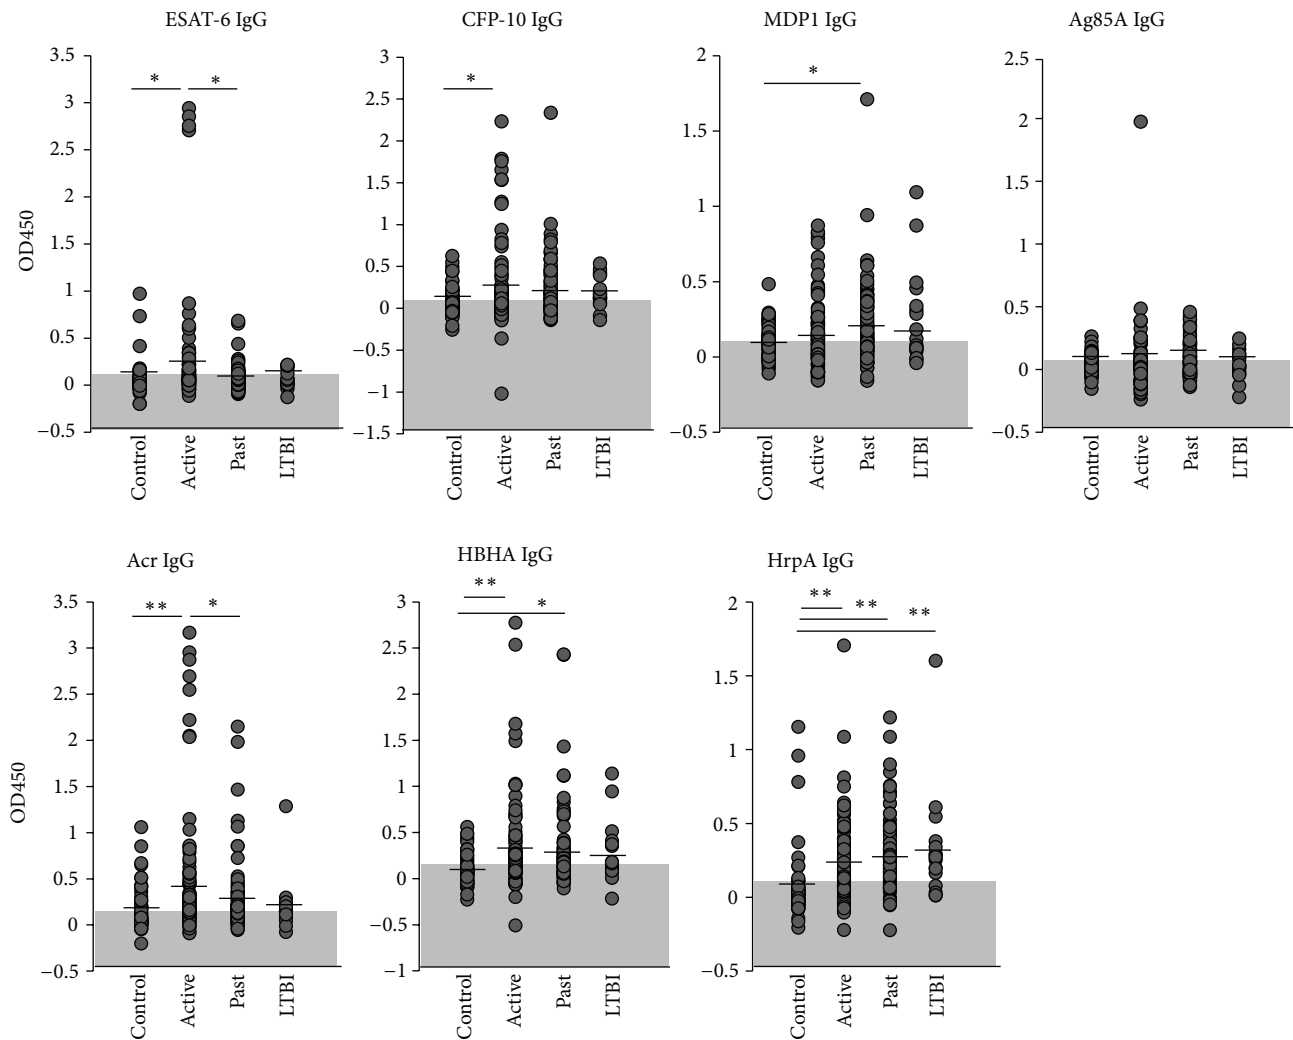 ESAT-6 IgG
CFP-10 IgG
MDP1 IgG
Ag85A IgG
OD450
3.5
3
2.5
2
1.5
1
0.5
0
−0.5
* *
Control
Active
Past
LTBI
3
2.5
2
1.5
1
0.5
0
−0.5
−1
−1.5
*
Control
Active
Past
LTBI
2
1.5
1
0.5
0
−0.5
*
Control
Active
Past
LTBI
2.5
2
1.5
1
0.5
0
−0.5
Control
Active
Past
LTBI
Acr IgG
HBHA IgG
HrpA IgG
OD450
3.5
3
2.5
2
1.5
1
0.5
0
−0.5
** *
Control
Active
Past
LTBI
3
2.5
2
1.5
1
0.5
0
−0.5
−1
**
*
Control
Active
Past
LTBI
2
1.5
1
0.5
0
−0.5
**
**
**
Control
Active
Past
LTBI